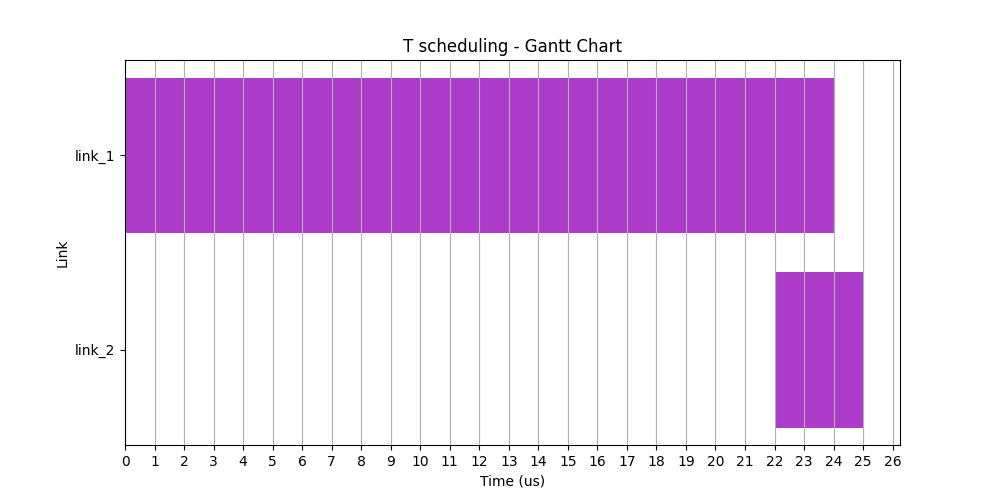 T scheduling - Gantt Chart
link_1
Link
link_2
0 1 2 3 4 5 6 7 8 9 10 11 12 13 14 15 16 17 18 19 20 21 22 23 24 25 26
Time (us)